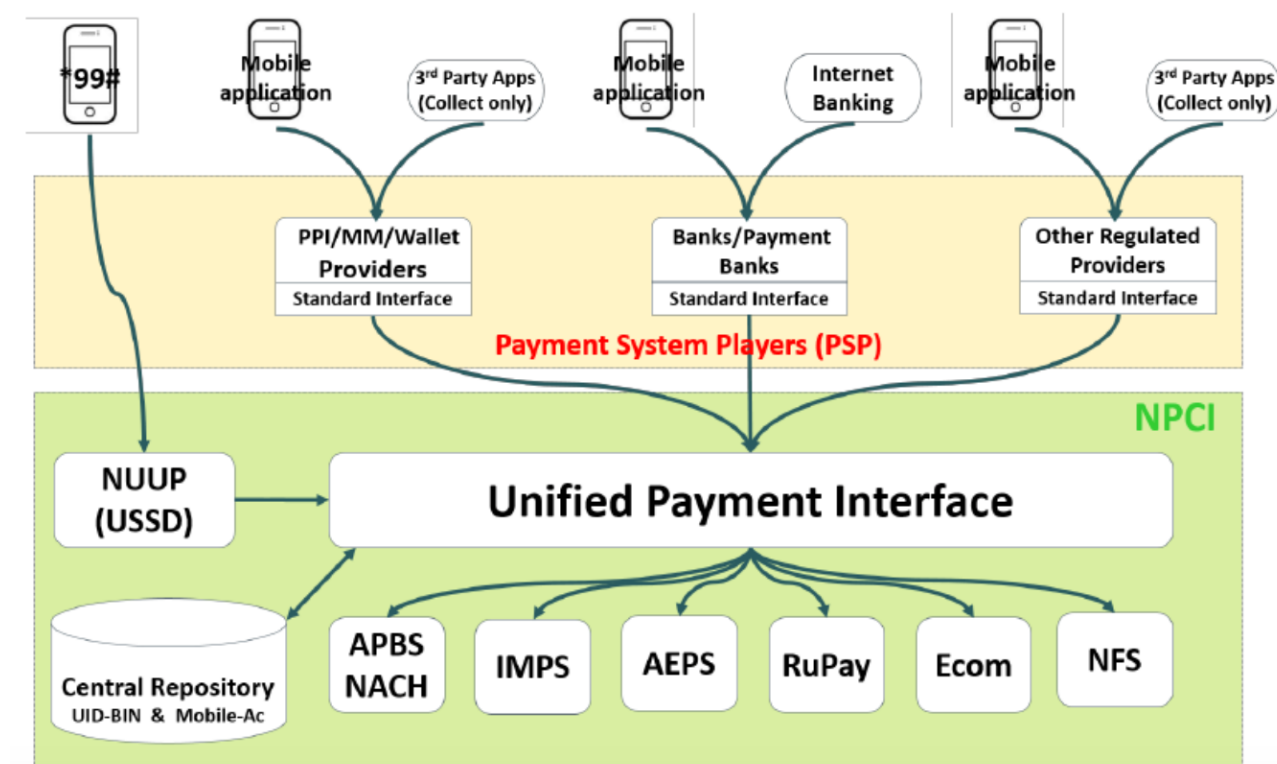 *99#
Mobile
application
3rd Party Apps
(Collect only)
Mobile
application
Internet
Banking
Mobile
application
3rd Party Apps
(Collect only)
PPI/MM/Wallet
Providers
Standard Interface
Banks/Payment
Banks
Standard Interface
Other Regulated
Providers
Standard Interface
Payment System Players (PSP)
NPCI
NUUP
(USSD)
Unified Payment Interface
Central Repository
UID-BIN & Mobile-Ac
APBS
NACH
IMPS
AEPS
RuPay
Ecom
NFS